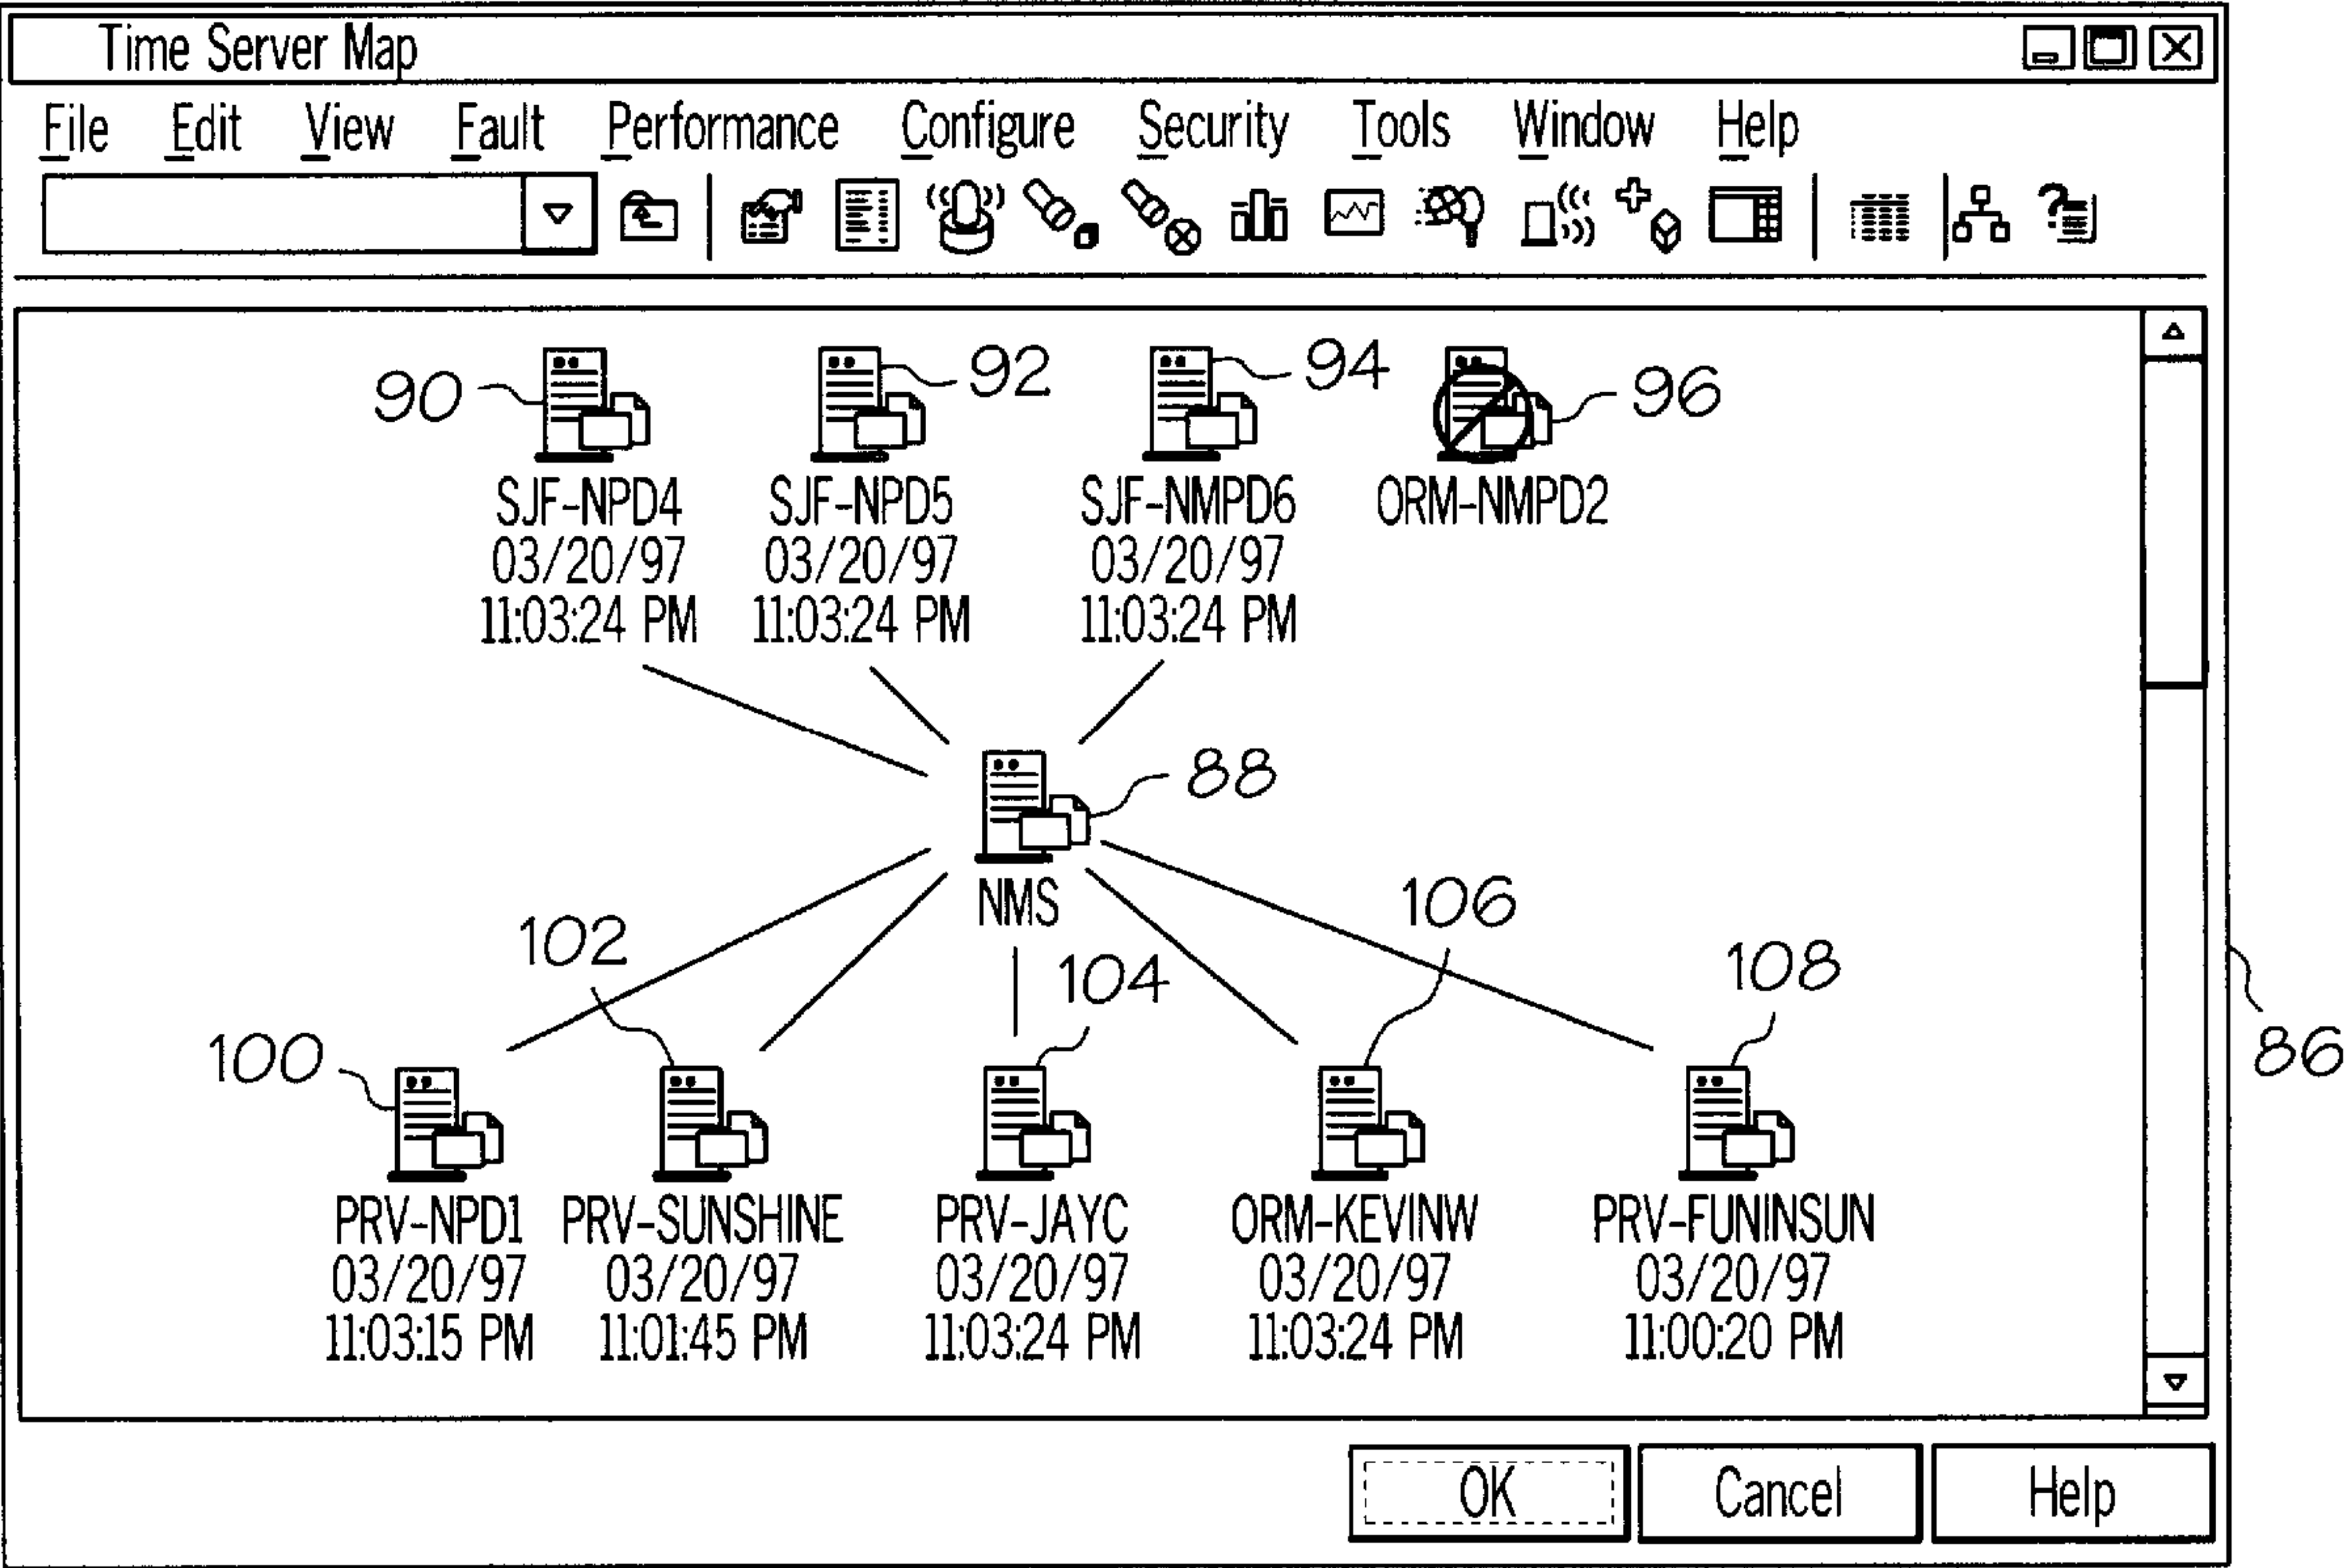 Time Server Map
File Edit View Fault Performance Configure Security Tools Window Help
90 92 94 96
SJF-NPD4 SJF-NPD5 SJF-NMPD6 ORM-NMPD2
03/20/97 03/20/97 03/20/97
11:03:24 PM 11:03:24 PM 11:03:24 PM
88
NMS
102 104 106 108
100 86
PRV-NPD1 PRV-SUNSHINE PRV-JAYC ORM-KEVINW PRV-FUNINSUN
03/20/97 03/20/97 03/20/97 03/20/97 03/20/97
11:03:15 PM 11:01:45 PM 11:03:24 PM 11:03:24 PM 11:00:20 PM
OK Cancel Help